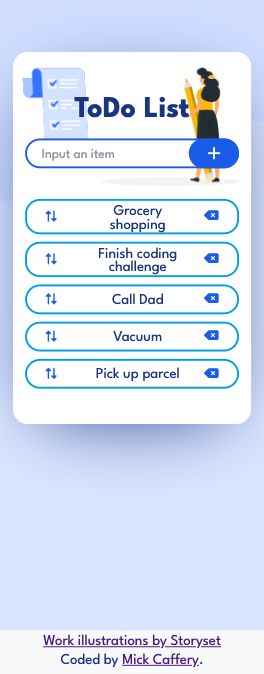 ToDo List
Input an item
Grocery
shopping
Finish coding
challenge
Call Dad
Vacuum
Pick up parcel
Work illustrations by Storyset
Coded by Mick Caffery.